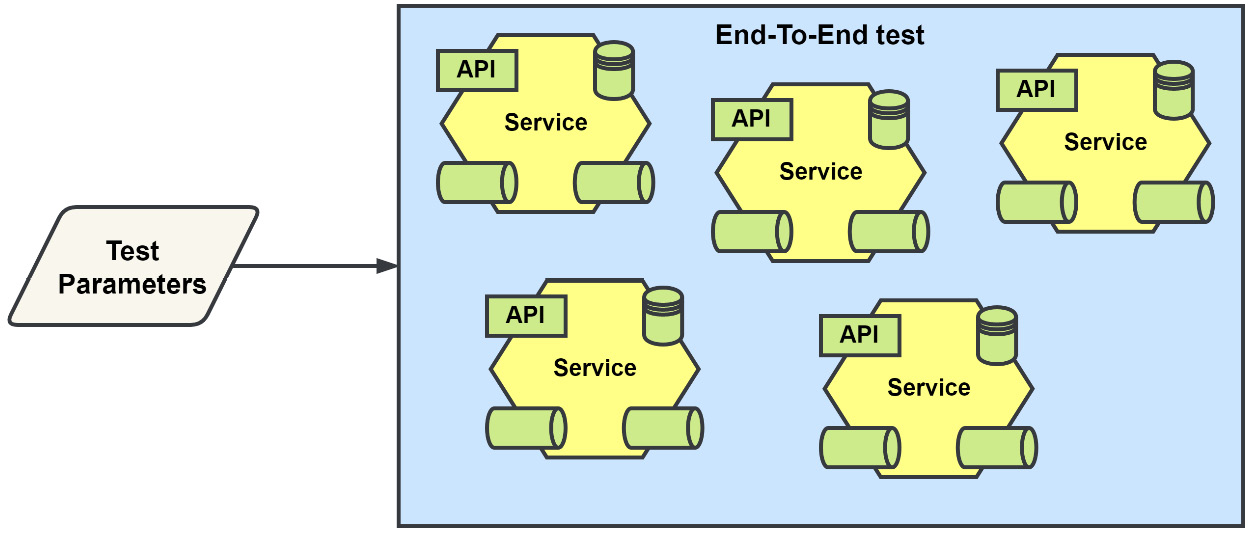 End-To-End test
API
Service
API
Service
API
Service
Test
Parameters
API
Service
API
Service